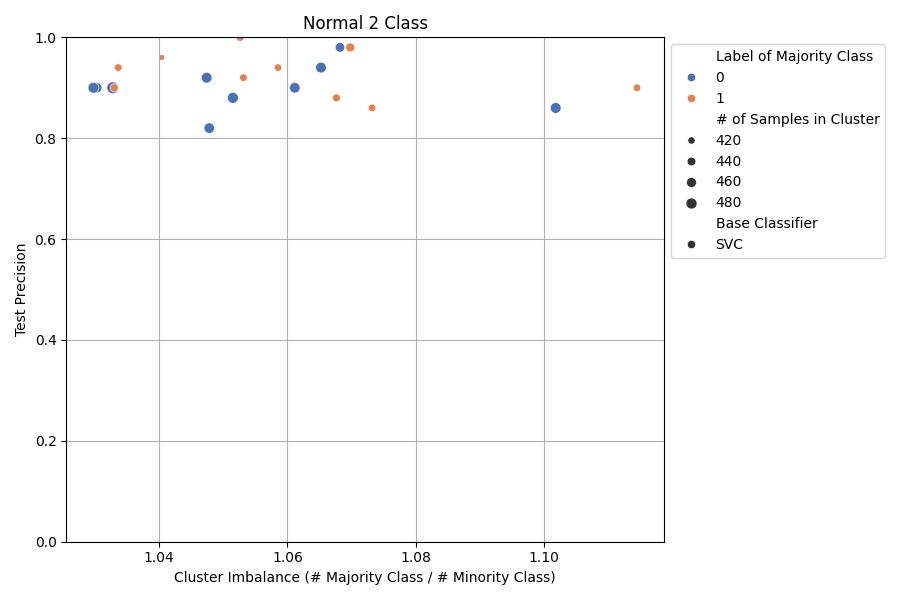 Normal 2 Class
1.0
0.8
0.6
0.4
0.2
0.0
Test Precision
1.04
1.06
1.08
1.10
Cluster Imbalance (# Majority Class / # Minority Class)
Label of Majority Class
0
1
# of Samples in Cluster
420
440
460
480
Base Classifier
SVC